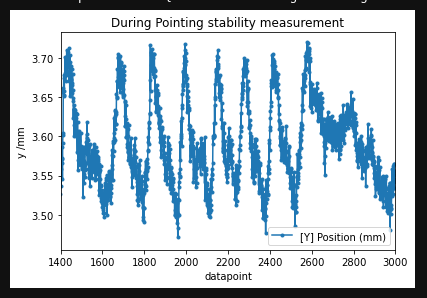 During Pointing stability measurement
3.70
3.65
3.60
3.55
3.50
y /mm
[Y] Position (mm)
1400 1600 1800 2000 2200 2400 2600 2800 3000
datapoint